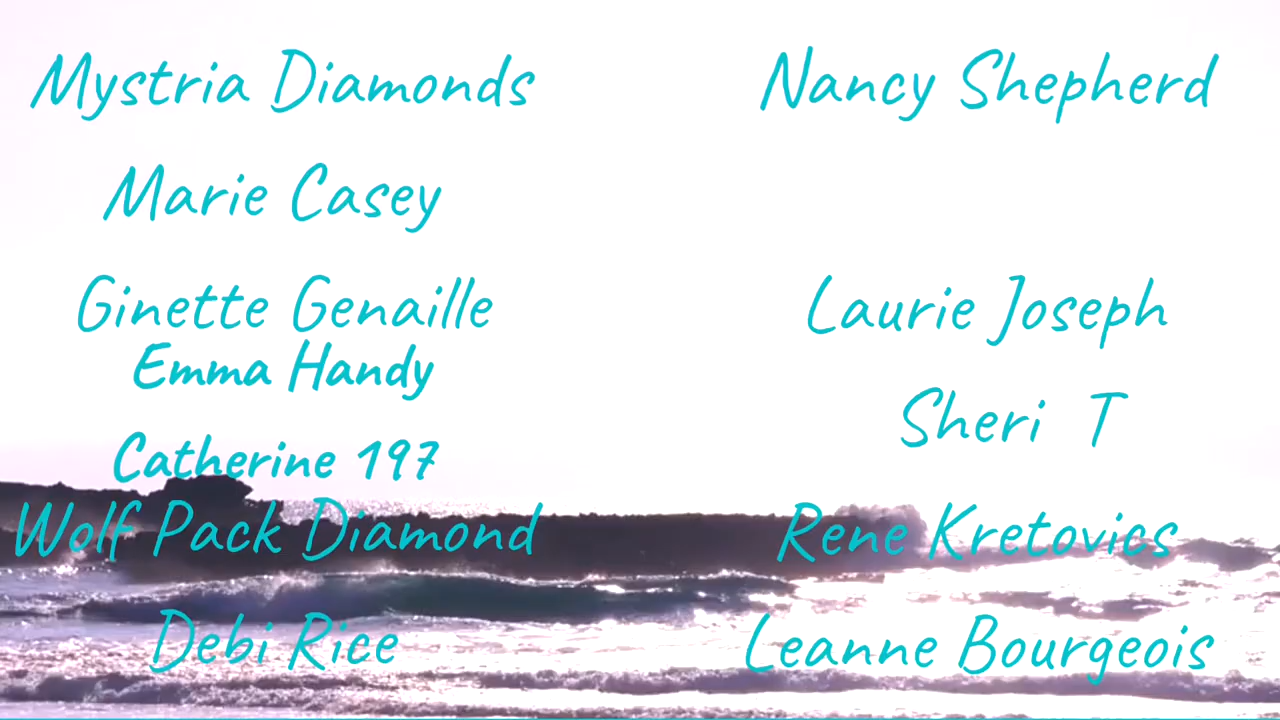 Mystria Diamonds
Nancy Shepherd
Marie Casey
Ginette Genaille
Laurie Joseph
Emma Handy
Sheri T
Catherine 197
Wolf Pack Diamond
Rene Kretovics
Debi Rice
Leanne Bourgeois